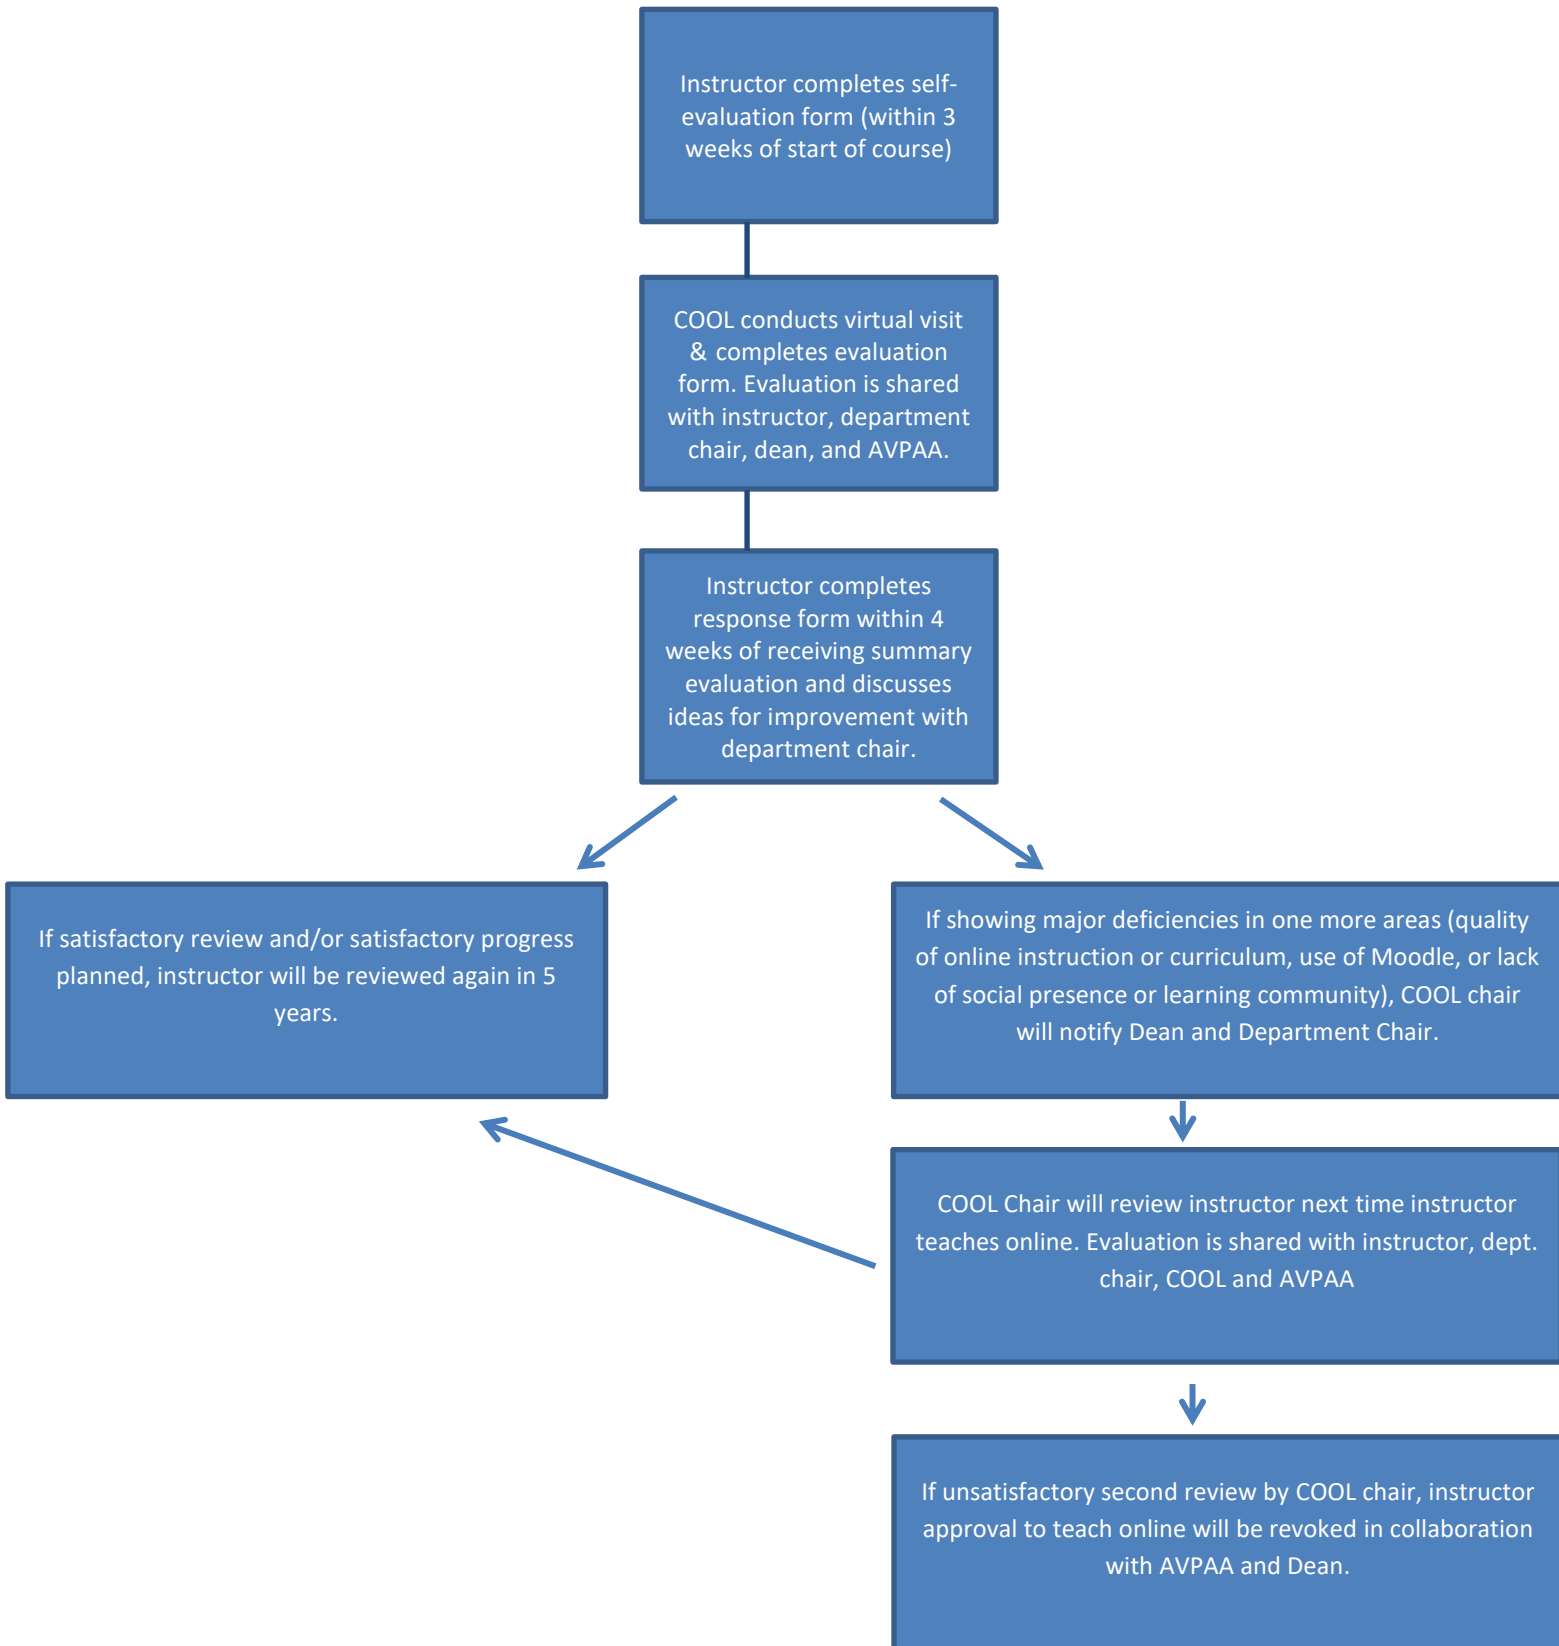 Instructor completes self-
evaluation form (within 3
weeks of start of course)
COOL conducts virtual visit
& completes evaluation
form. Evaluation is shared
with instructor, department
chair, dean, and AVPAA.
Instructor completes
response form within 4
weeks of receiving summary
evaluation and discusses
ideas for improvement with
department chair.
If satisfactory review and/or satisfactory progress
planned, instructor will be reviewed again in 5
years.
If showing major deficiencies in one more areas (quality
of online instruction or curriculum, use of Moodle, or lack
of social presence or learning community), COOL chair
will notify Dean and Department Chair.
COOL Chair will review instructor next time instructor
teaches online. Evaluation is shared with instructor, dept.
chair, COOL and AVPAA
If unsatisfactory second review by COOL chair, instructor
approval to teach online will be revoked in collaboration
with AVPAA and Dean.